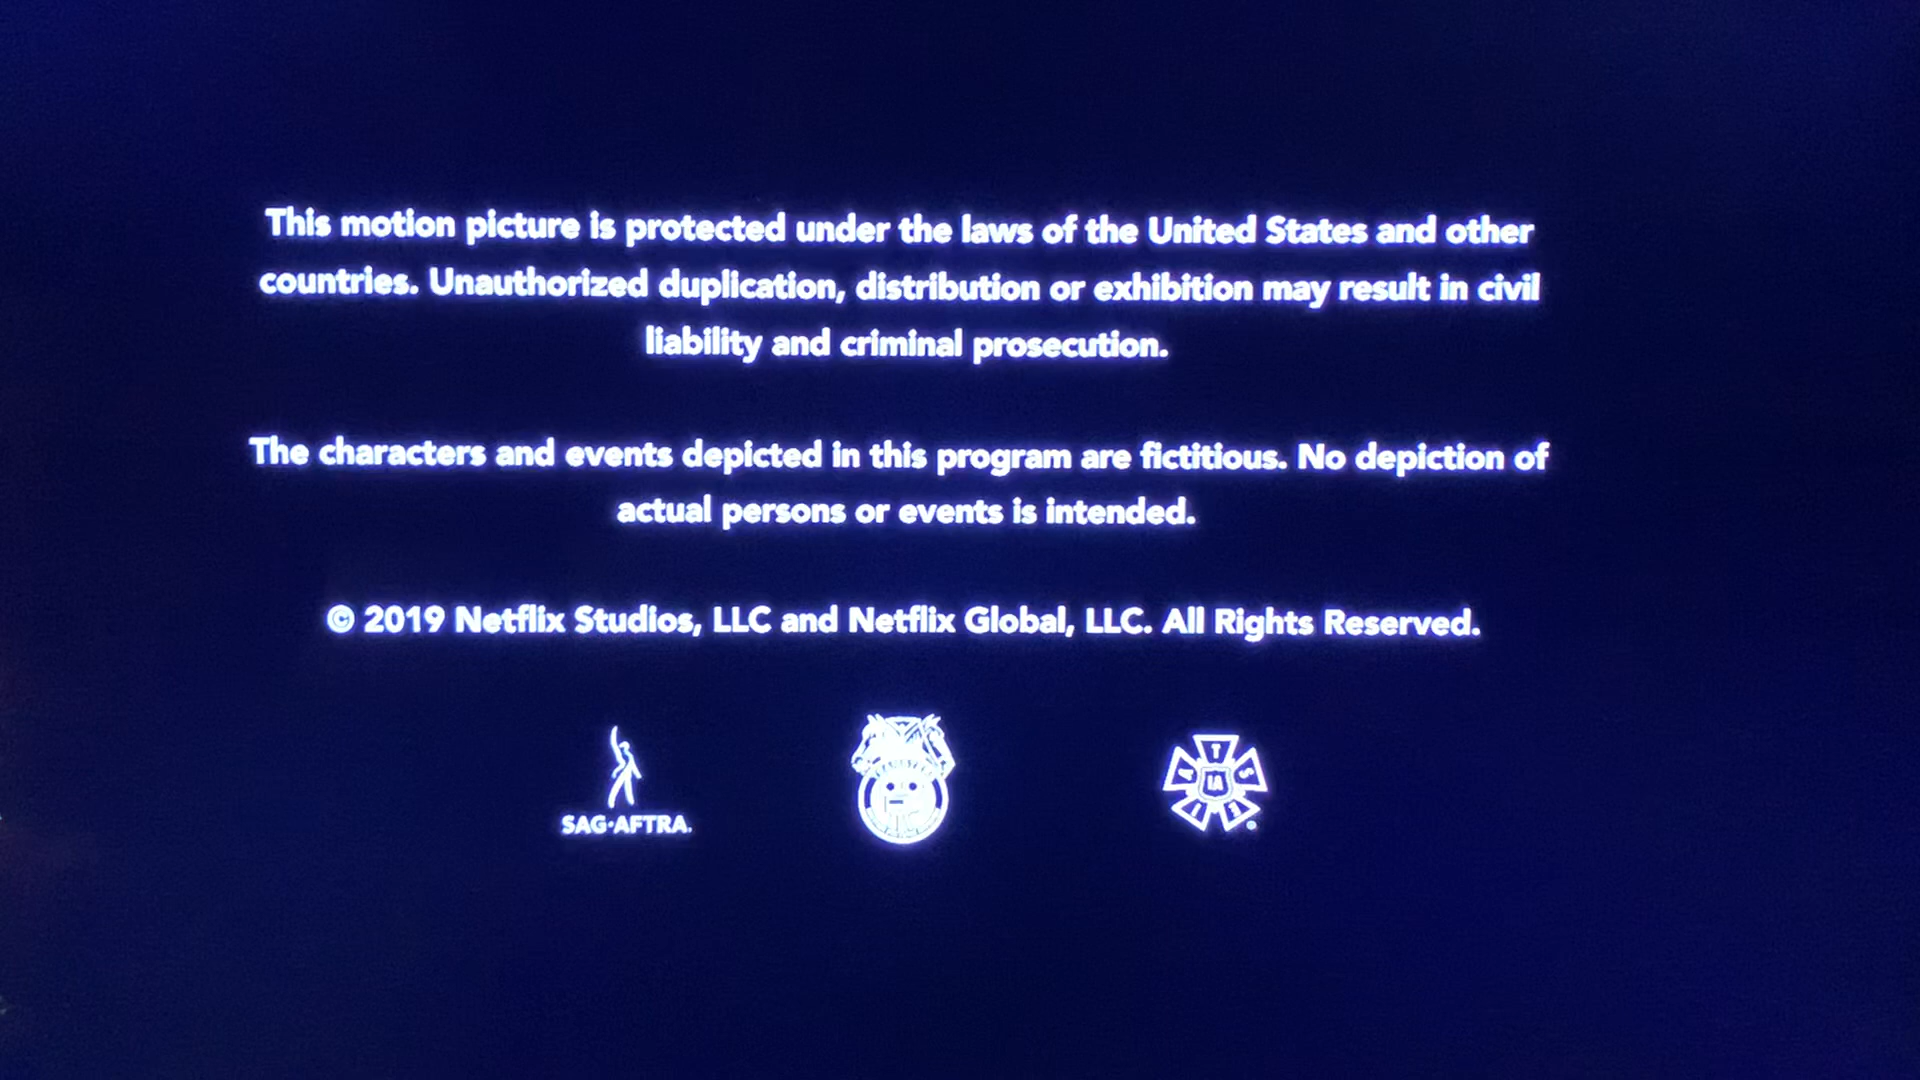 This motion picture is protected under the laws of the United States and other
countries. Unauthorized duplication, distribution or exhibition may result in civil
liability and criminal prosecution.
The characters and events depicted in this program are fictitious. No depiction of
actual persons or events is intended.
© 2019 Netflix Studios, LLC and Netflix Global, LLC. All Rights Reserved.
SAG·AFTRA.
IATSE
IA